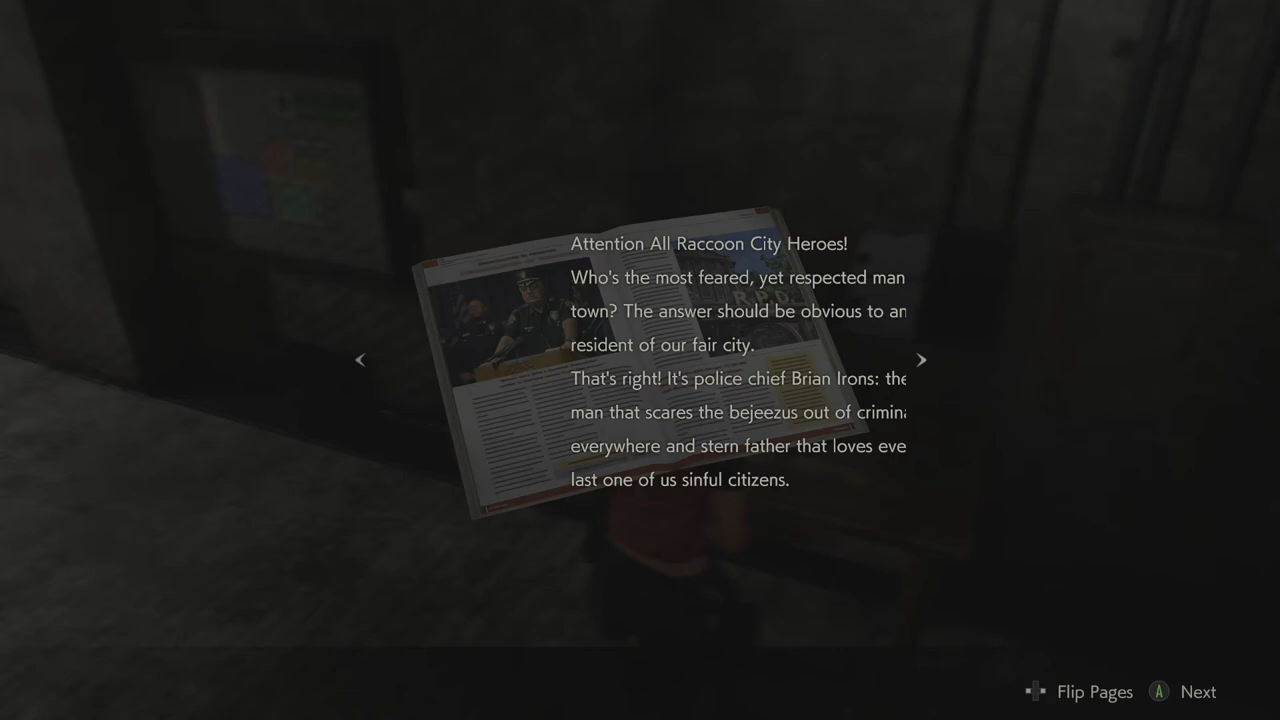 Attention All Raccoon City Heroes!
Who's the most feared, yet respected man
town? The answer should be obvious to an
resident of our fair city.
That's right! It's police chief Brian Irons: the
man that scares the bejeezus out of crimina
everywhere and stern father that loves eve
last one of us sinful citizens.
R.P.D.
Flip Pages
A Next